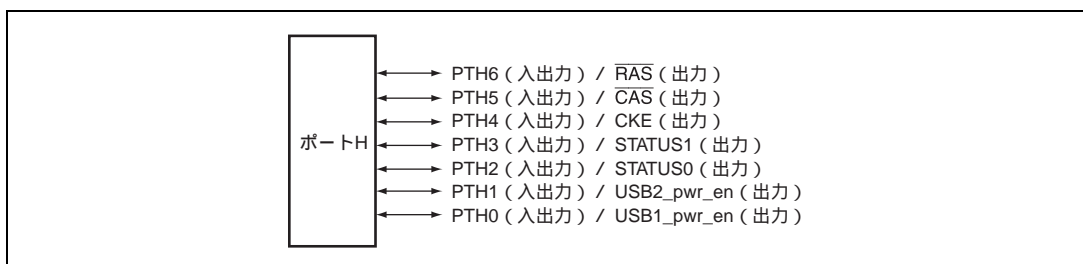 ポートH
PTH6(入出力)/ R̅A̅S̅(出力)
PTH5(入出力)/ C̅A̅S̅(出力)
PTH4(入出力)/ CKE(出力)
PTH3(入出力)/ STATUS1(出力)
PTH2(入出力)/ STATUS0(出力)
PTH1(入出力)/ USB2_pwr_en(出力)
PTH0(入出力)/ USB1_pwr_en(出力)